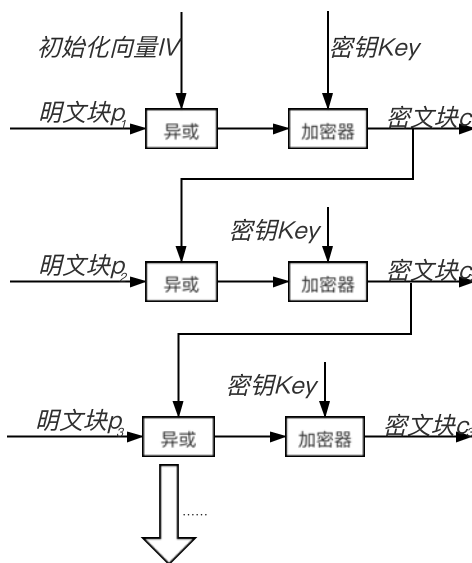 初始化向量IV
密钥Key
明文块p1
异或
加密器
密文块c
密钥Key
明文块p2
异或
加密器
密文块c
密钥Key
明文块p3
异或
加密器
密文块c3
......